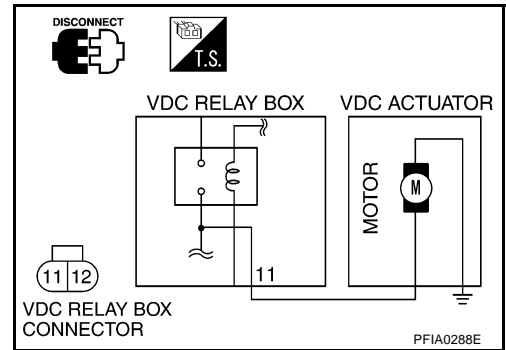 DISCONNECT
T.S.
VDC RELAY BOX
VDC ACTUATOR
MOTOR
M
11
11 12
VDC RELAY BOX
CONNECTOR
PFIA0288E